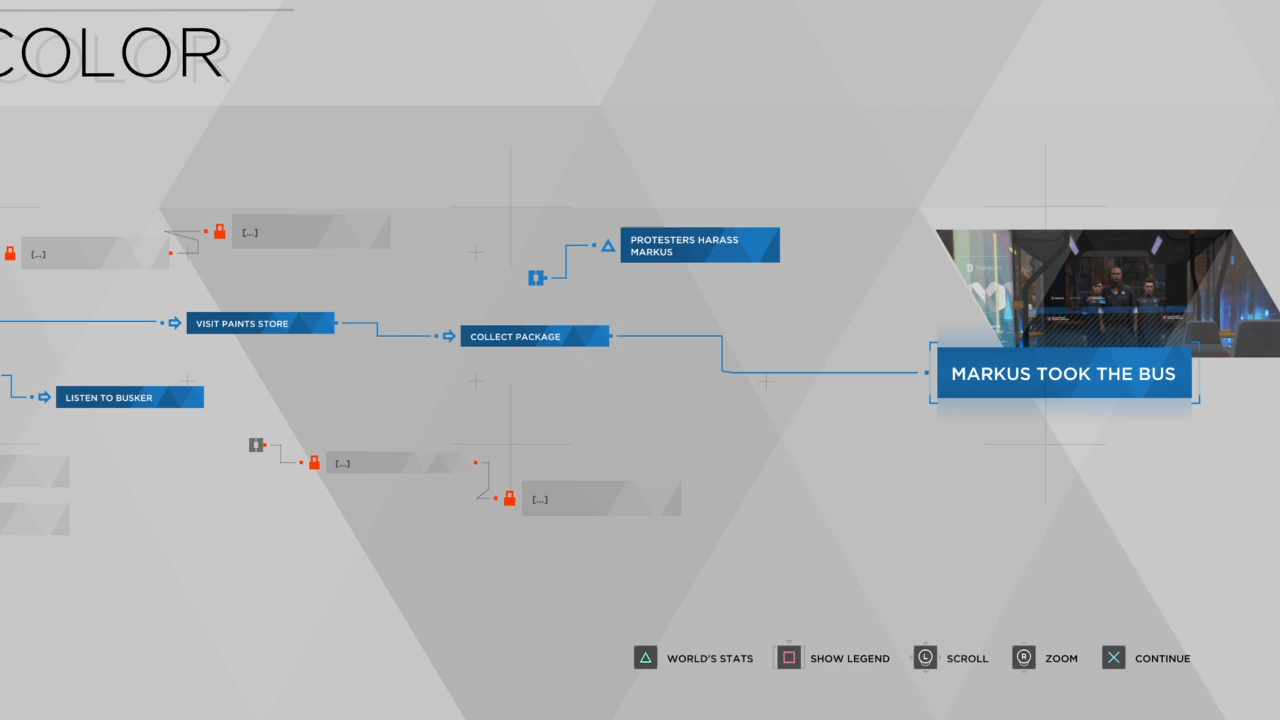 COLOR
[...]
[...]
PROTESTERS HARASS
MARKUS
VISIT PAINTS STORE
COLLECT PACKAGE
MARKUS TOOK THE BUS
LISTEN TO BUSKER
[...]
[...]
WORLD'S STATS
SHOW LEGEND
L
SCROLL
R
ZOOM
CONTINUE